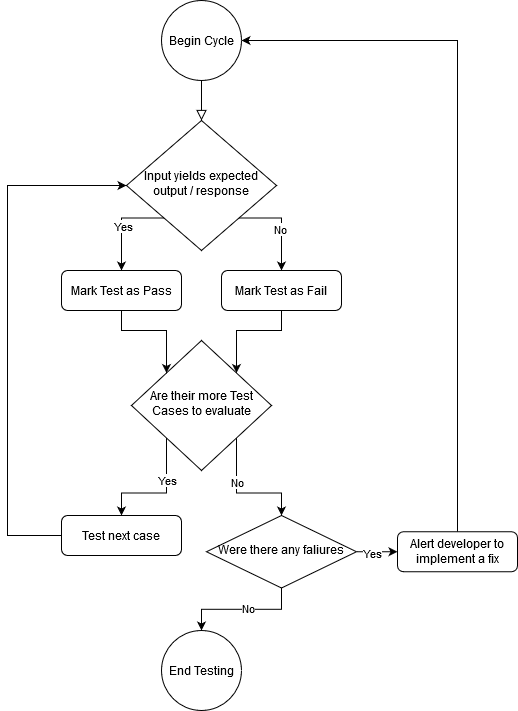 Begin Cycle
Input yields expected
output / response
Yes
No
Mark Test as Pass
Mark Test as Fail
Are their more Test
Cases to evaluate
Yes
No
Test next case
Were there any faliures
Yes
Alert developer to
implement a fix
No
End Testing